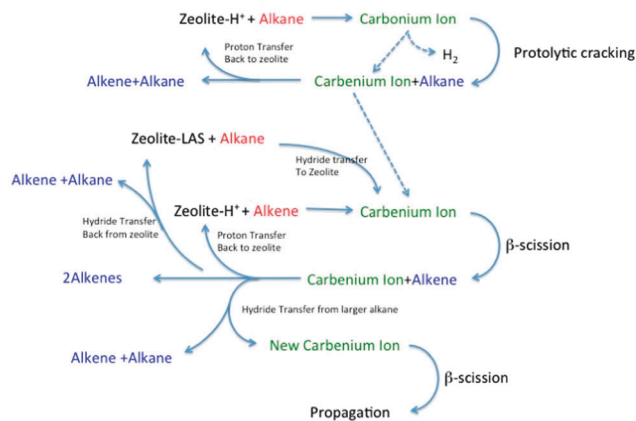 Zeolite-H⁺ + Alkane Carbonium Ion
H₂
Protolytic cracking
Proton Transfer
Back to zeolite
Alkene+Alkane
Carbenium Ion+Alkane
Zeolite-LAS + Alkane
Hydride transfer
To Zeolite
Alkene +Alkane
Zeolite-H⁺ + Alkene Carbenium Ion
Hydride Transfer
Back from zeolite
Proton Transfer
Back to zeolite
β-scission
2Alkenes
Carbenium Ion+Alkene
Hydride Transfer from larger alkane
Alkene +Alkane
New Carbenium Ion
β-scission
Propagation